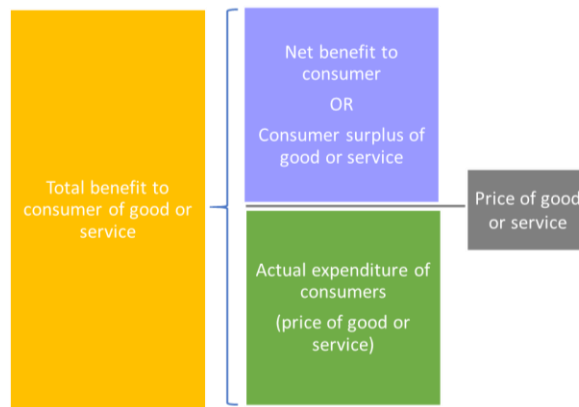 Total benefit to
consumer of good or
service
Net benefit to
consumer
OR
Consumer surplus of
good or service
Actual expenditure of
consumers
(price of good or
service)
Price of good
or service